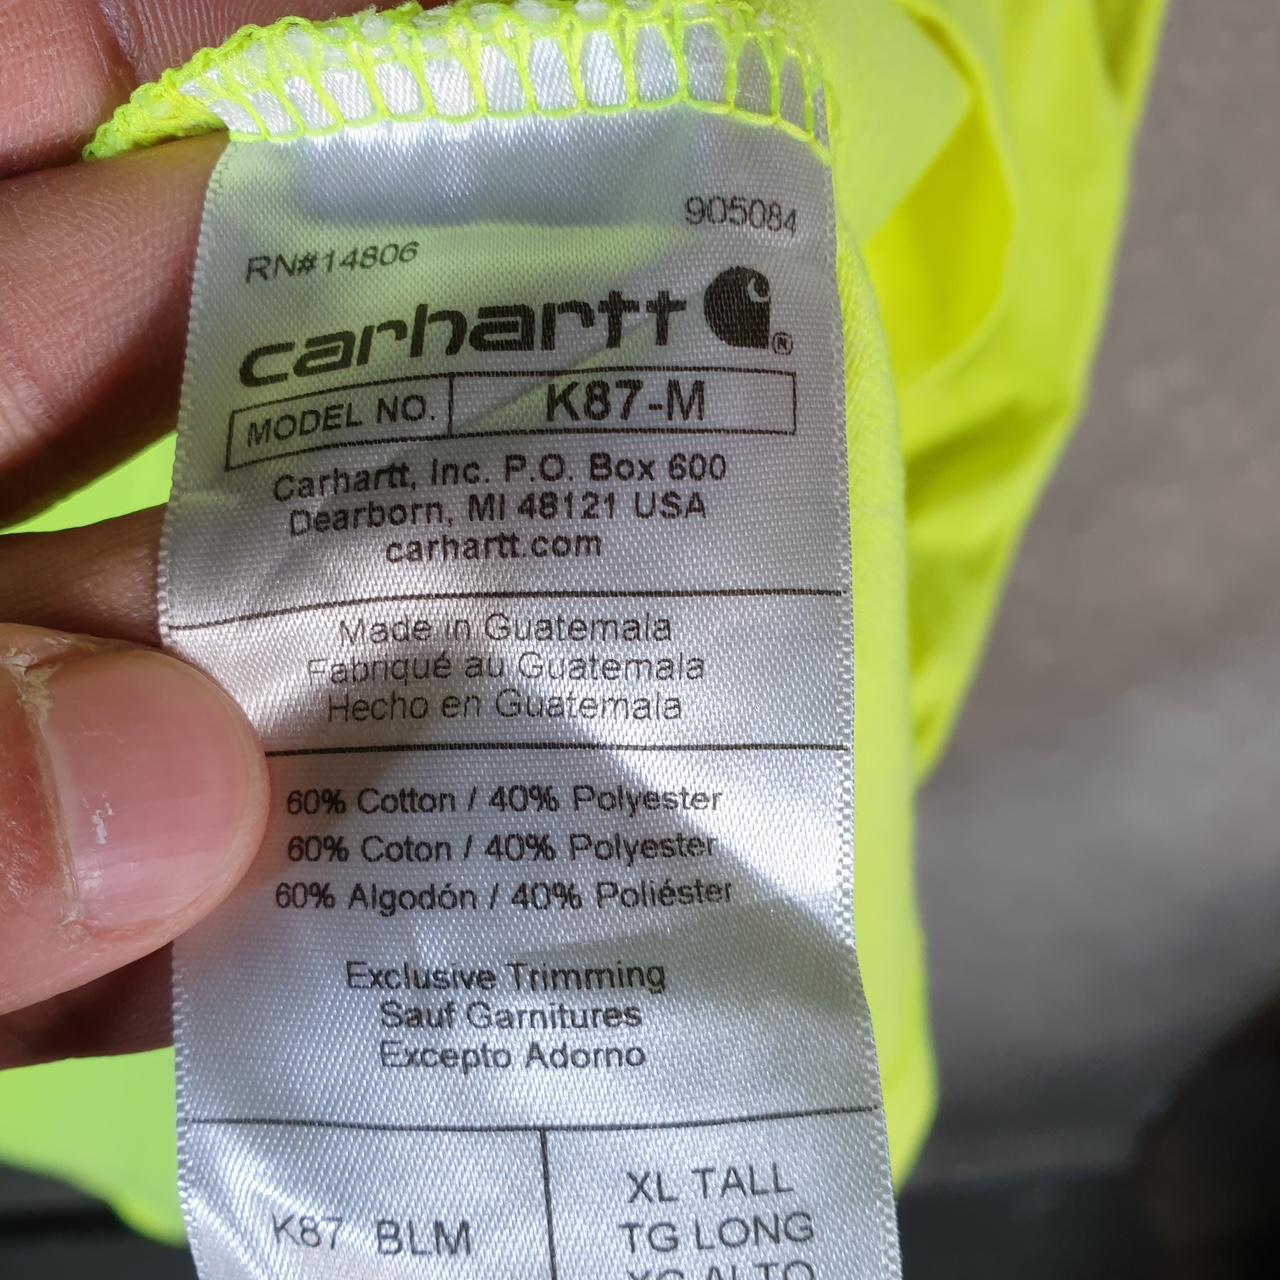 905084
RN#14806
carhartt ®
MODEL NO. K87-M
Carhartt, Inc. P.O. Box 600
Dearborn, MI 48121 USA
carhartt.com
Made in Guatemala
Fabriqué au Guatemala
Hecho en Guatemala
60% Cotton / 40% Polyester
60% Coton / 40% Polyester
60% Algodón / 40% Poliéster
Exclusive Trimming
Sauf Garnitures
Excepto Adorno
K87 BLM
XL TALL
TG LONG
XG ALTO